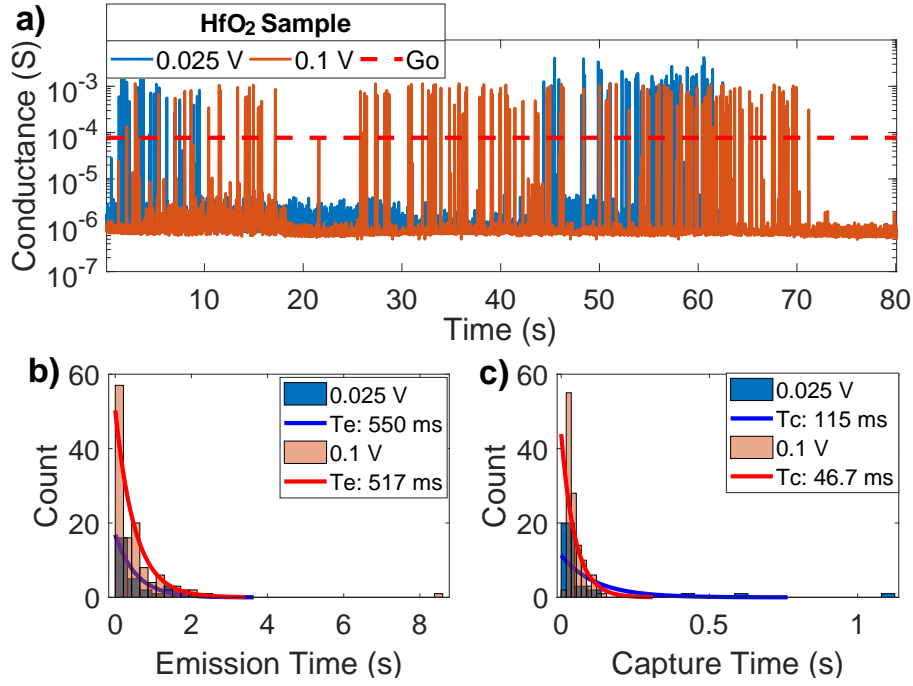 a)
HfO₂ Sample
0.025 V 0.1 V Go
Conductance (S)
10⁻³
10⁻⁴
10⁻⁵
10⁻⁶
10⁻⁷
10 20 30 40 50 60 70 80
Time (s)
b)
60
40
20
0
Count
0.025 V
Te: 550 ms
0.1 V
Te: 517 ms
0 2 4 6 8
Emission Time (s)
c)
60
40
20
0
Count
0.025 V
Tc: 115 ms
0.1 V
Tc: 46.7 ms
0 0.5 1
Capture Time (s)